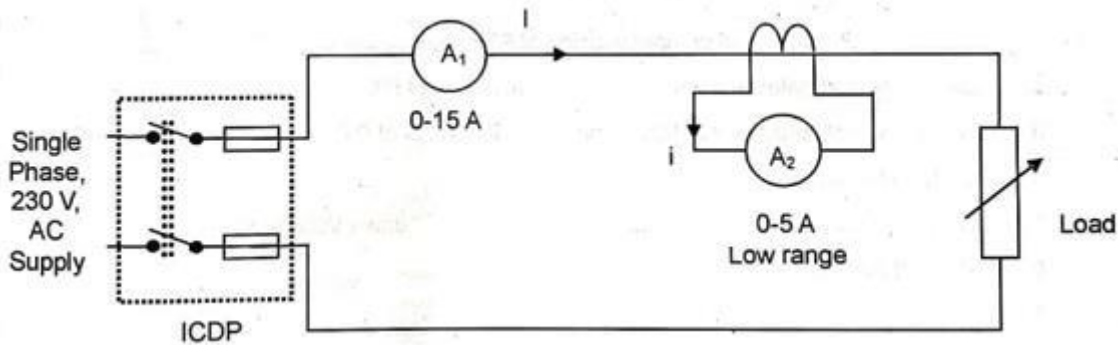 I
A₁
0-15 A
Single
Phase,
230 V,
AC
Supply
i
A₂
0-5 A
Low range
Load
ICDP